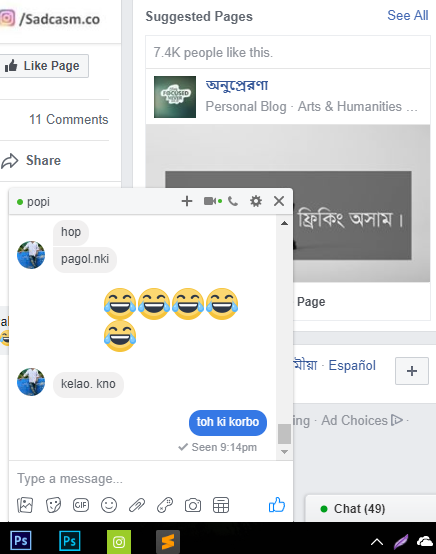 /Sadcasm.co
Like Page
11 Comments
Share
Suggested Pages
See All
7.4K people like this.
অনুপ্রেরণা
Personal Blog · Arts & Humanities ...
ফ্রিকিং অসাম।
Page
Español
ing · Ad Choices
popi
hop
pagol.nki
kelao. kno
toh ki korbo
Seen 9:14pm
Type a message...
GIF
Chat (49)
Ps
Ps